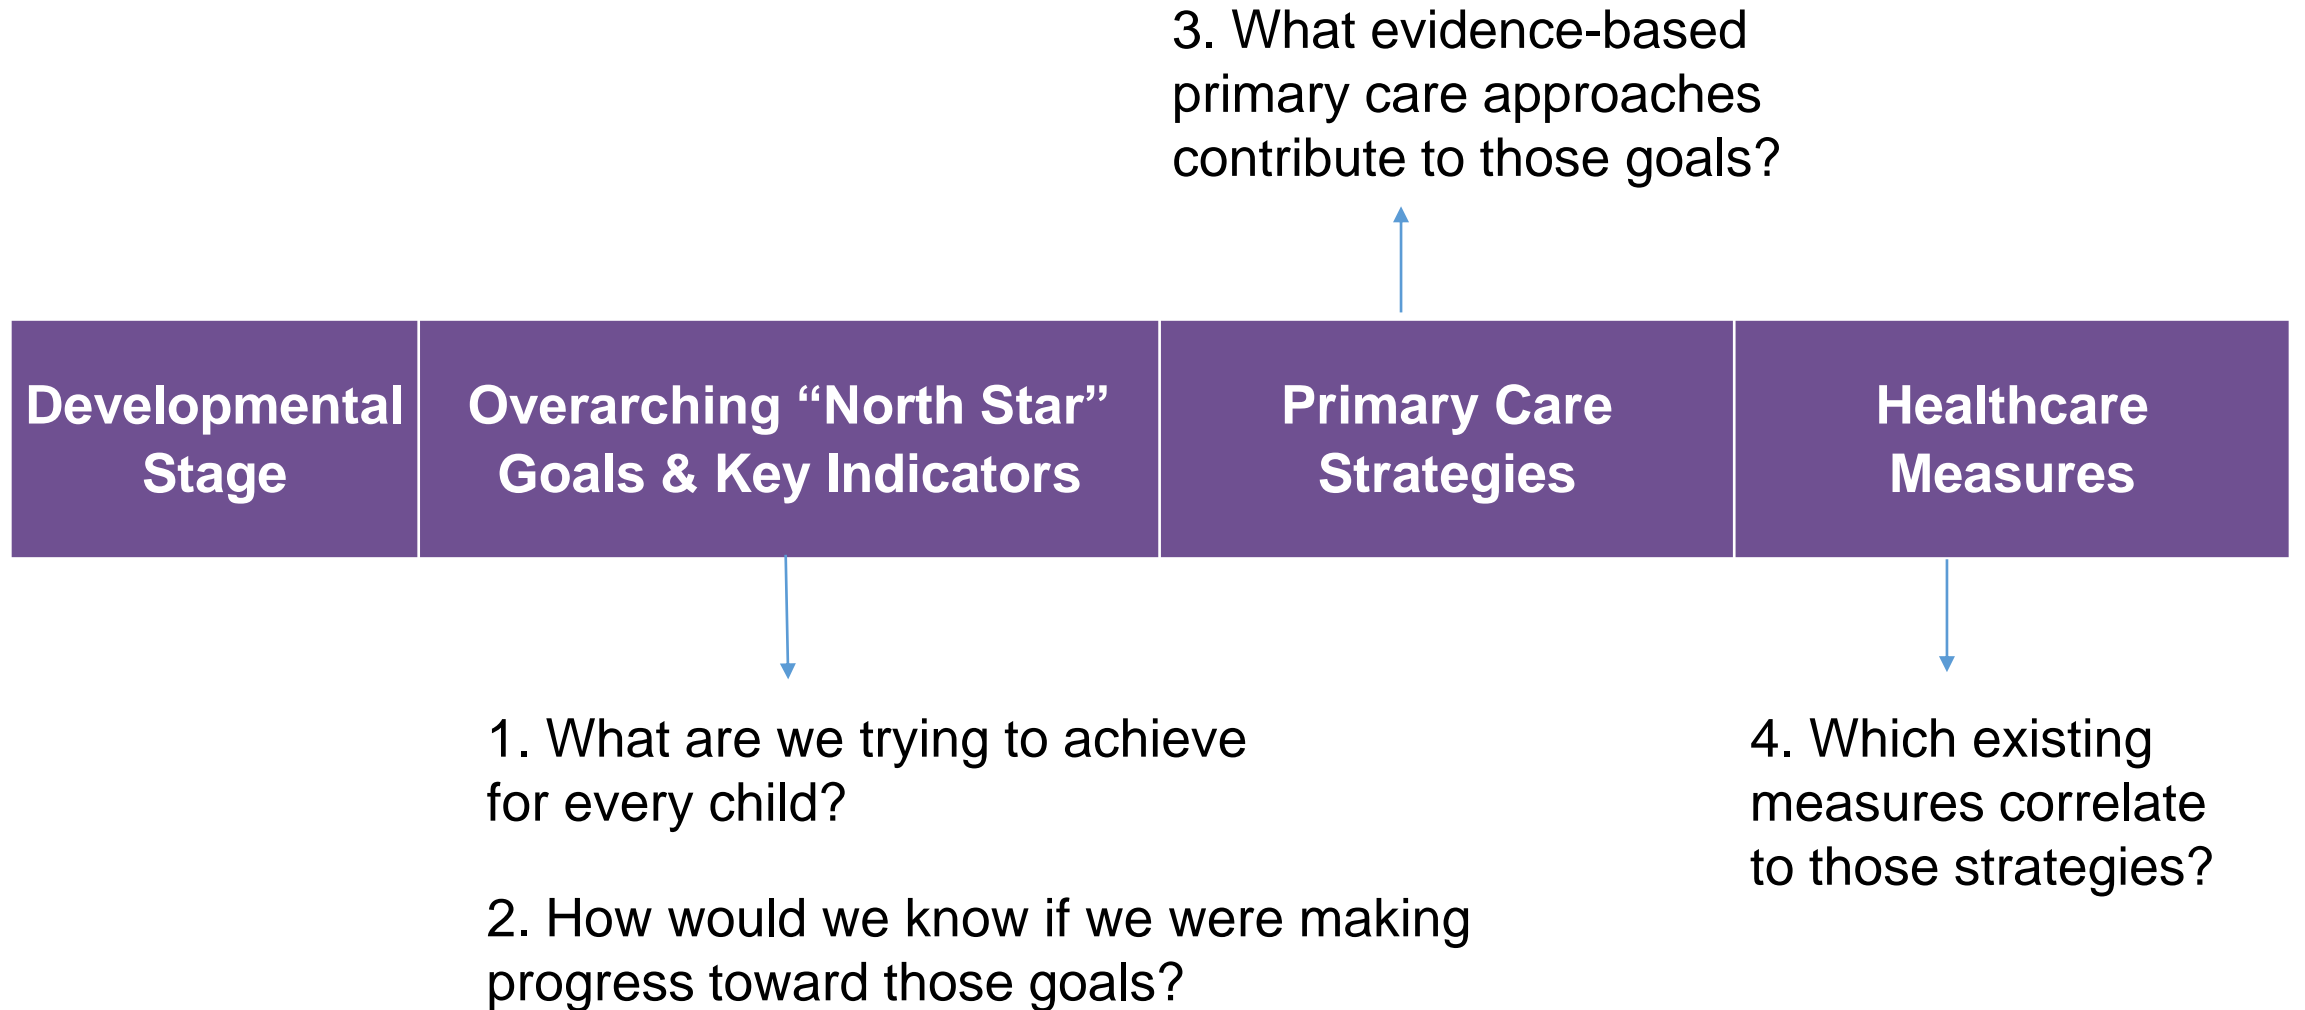 3. What evidence-based
primary care approaches
contribute to those goals?
Developmental
Stage
Overarching “North Star”
Goals & Key Indicators
Primary Care
Strategies
Healthcare
Measures
1. What are we trying to achieve
for every child?
2. How would we know if we were making
progress toward those goals?
4. Which existing
measures correlate
to those strategies?